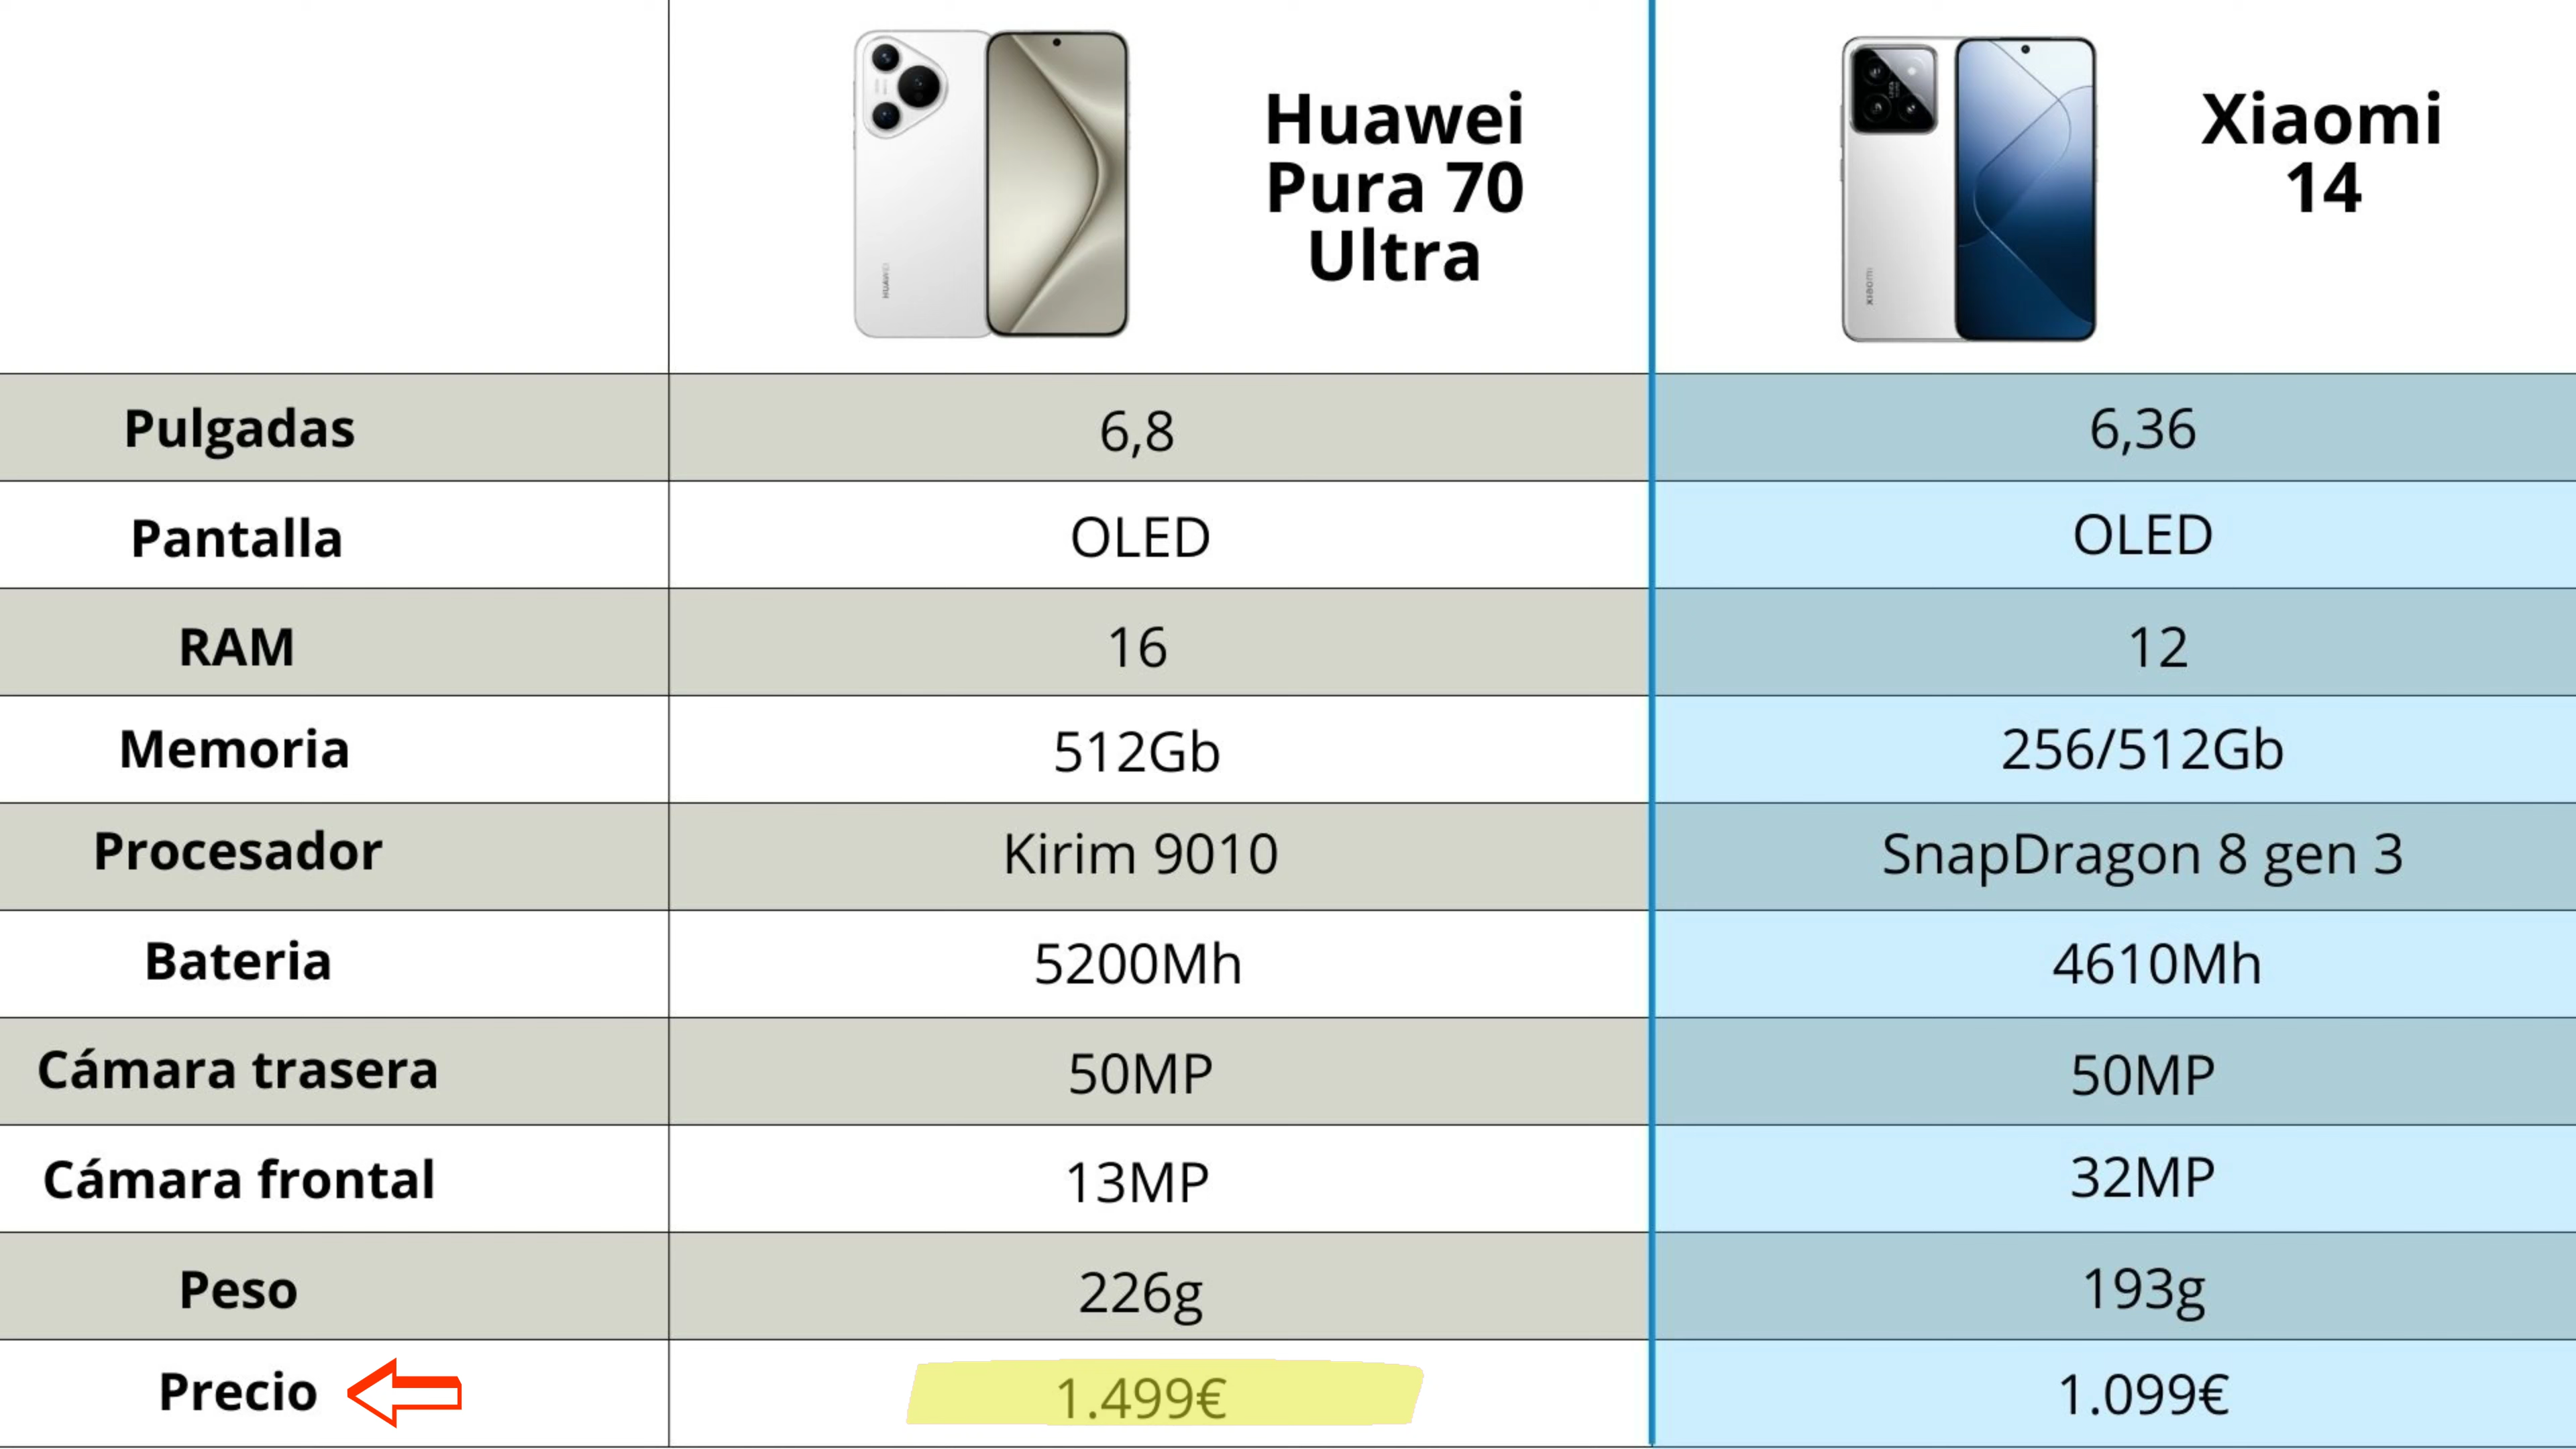 Huawei
Pura 70
Ultra
Xiaomi
14
HUAWEI
xiaomi
Pulgadas 6,8 6,36
Pantalla OLED OLED
RAM 16 12
Memoria 512Gb 256/512Gb
Procesador Kirim 9010 SnapDragon 8 gen 3
Bateria 5200Mh 4610Mh
Cámara trasera 50MP 50MP
Cámara frontal 13MP 32MP
Peso 226g 193g
Precio 1.499€ 1.099€